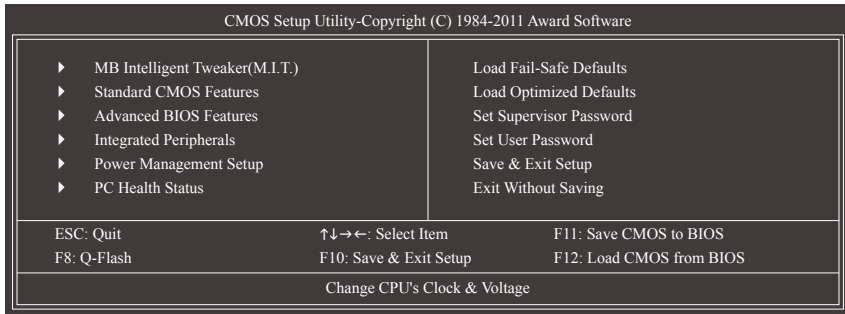 CMOS Setup Utility-Copyright (C) 1984-2011 Award Software
MB Intelligent Tweaker(M.I.T.)
Standard CMOS Features
Advanced BIOS Features
Integrated Peripherals
Power Management Setup
PC Health Status
Load Fail-Safe Defaults
Load Optimized Defaults
Set Supervisor Password
Set User Password
Save & Exit Setup
Exit Without Saving
ESC: Quit ↑↓→←: Select Item F11: Save CMOS to BIOS
F8: Q-Flash F10: Save & Exit Setup F12: Load CMOS from BIOS
Change CPU's Clock & Voltage